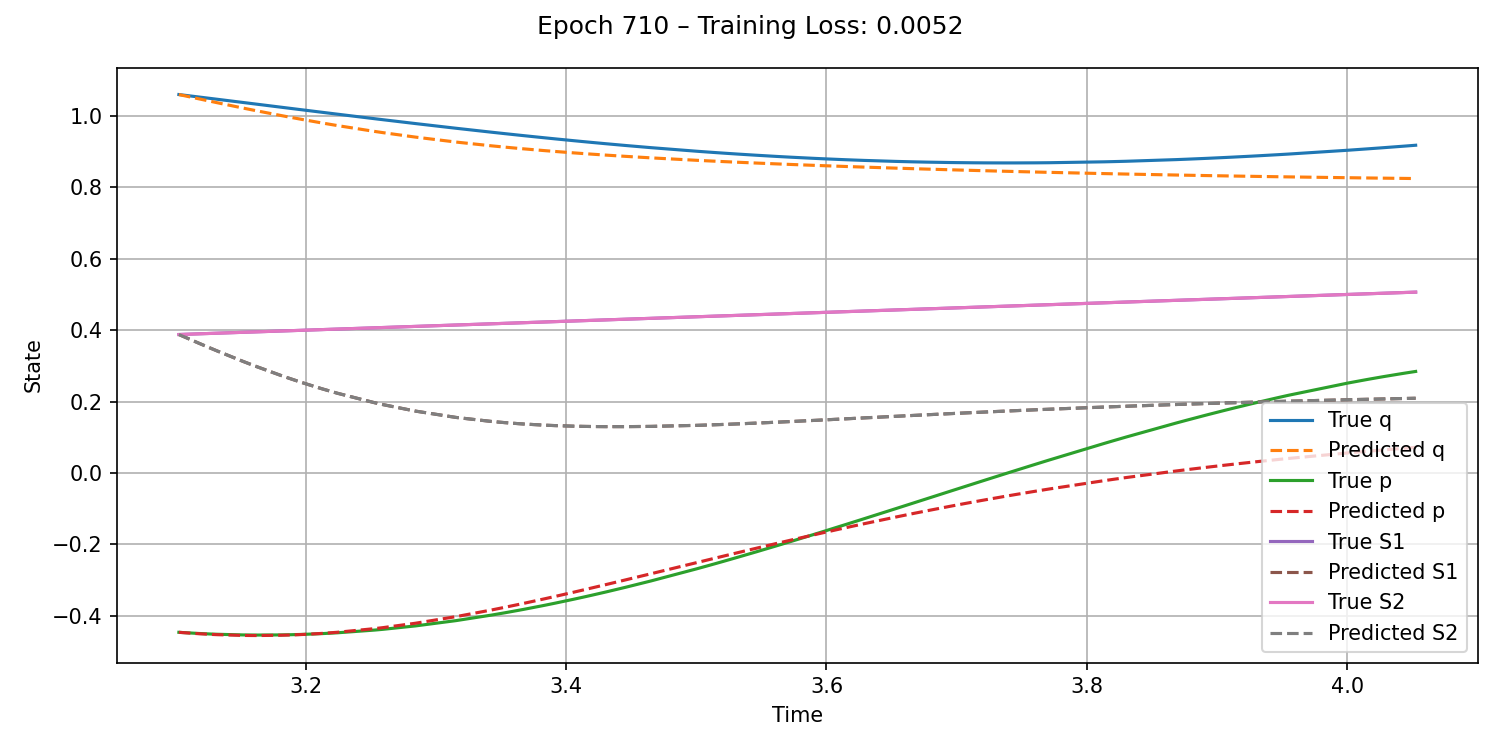 Epoch 710 – Training Loss: 0.0052
1.0
0.8
0.6
0.4
0.2
0.0
−0.2
−0.4
State
3.2
3.4
3.6
3.8
4.0
Time
True q
Predicted q
True p
Predicted p
True S1
Predicted S1
True S2
Predicted S2